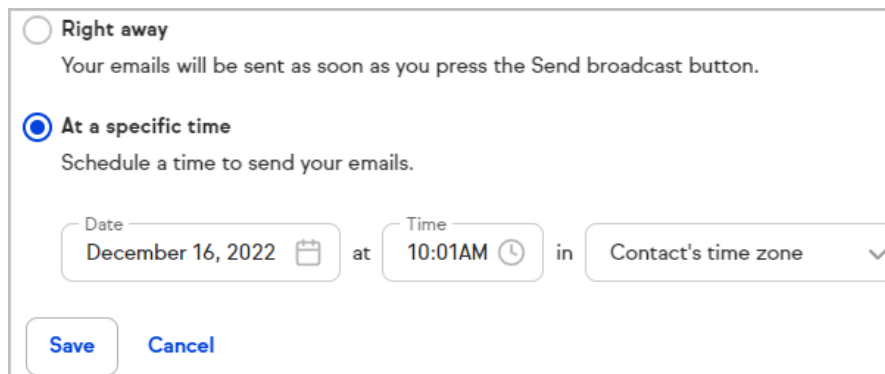 Right away
Your emails will be sent as soon as you press the Send broadcast button.
At a specific time
Schedule a time to send your emails.
Date Time
December 16, 2022 at 10:01AM in Contact's time zone
Save Cancel